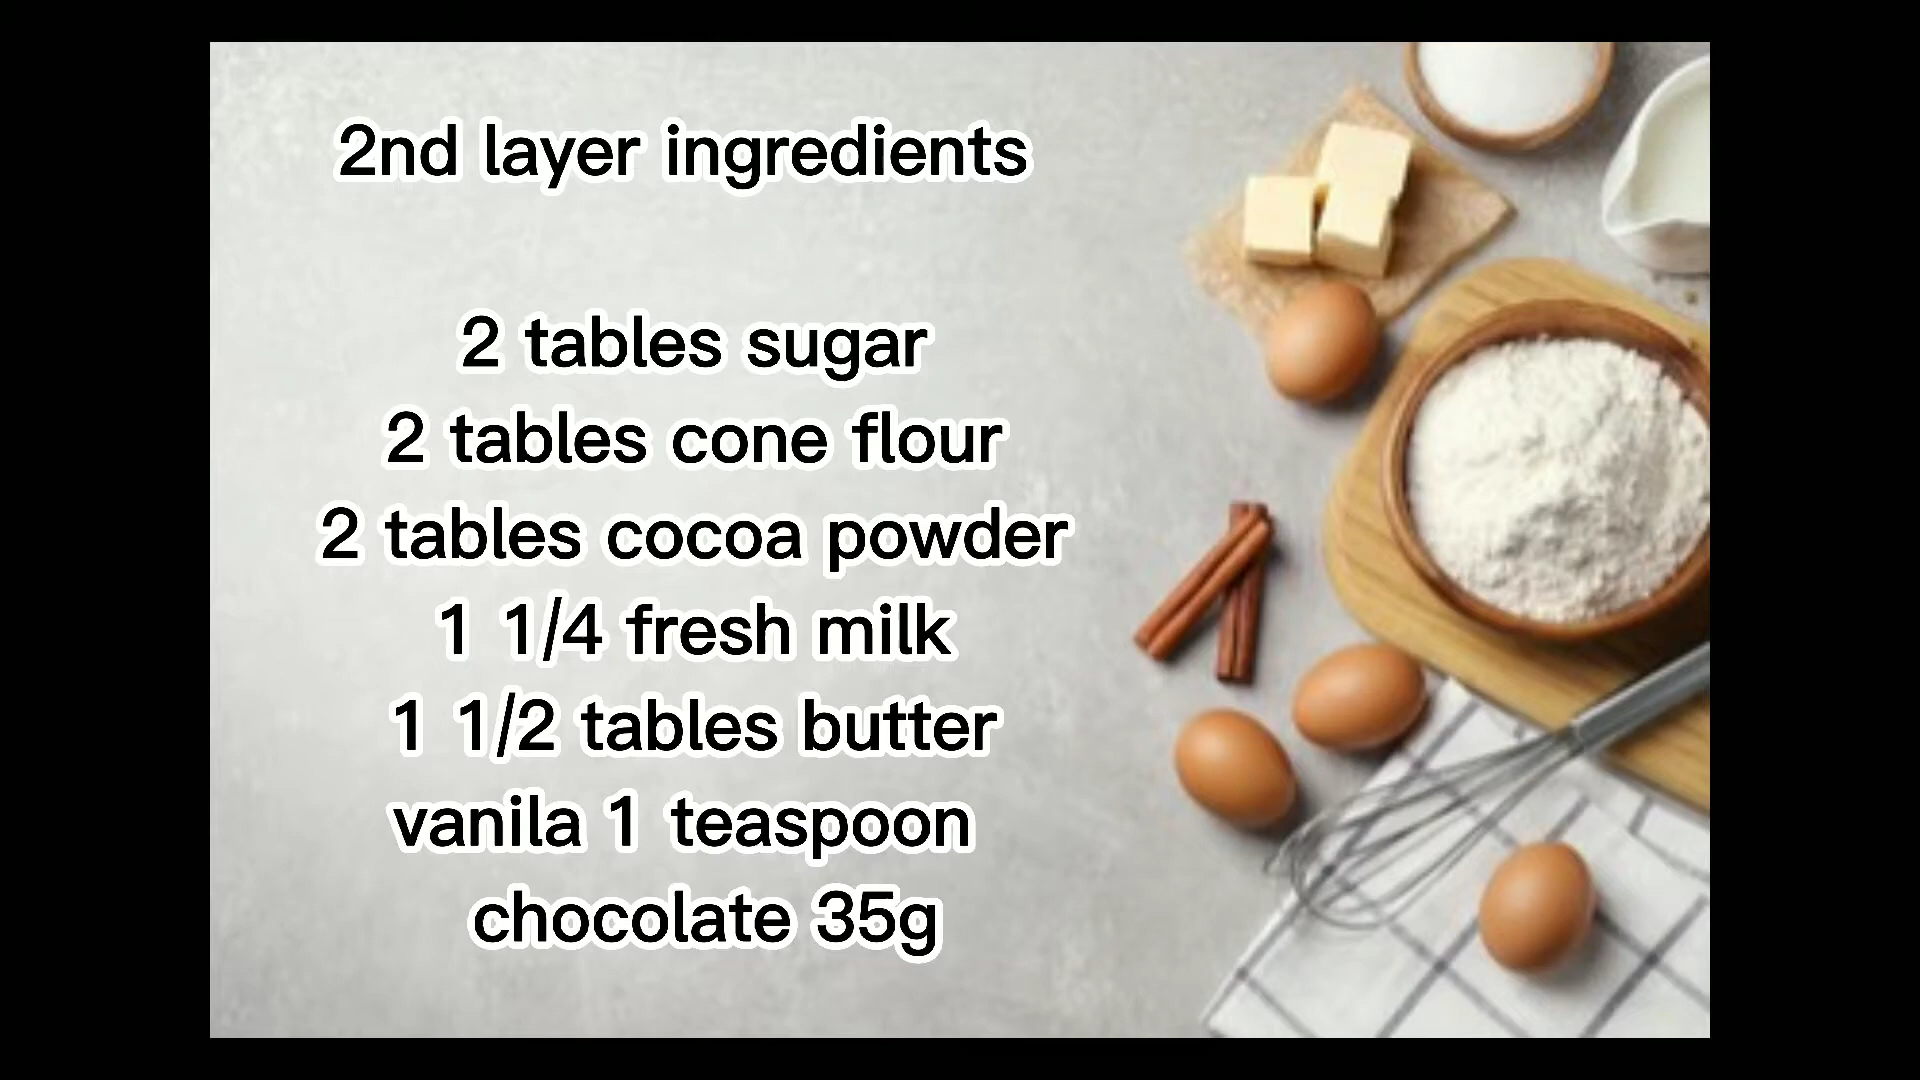 2nd layer ingredients
2 tables sugar
2 tables cone flour
2 tables cocoa powder
1 1/4 fresh milk
1 1/2 tables butter
vanila 1 teaspoon
chocolate 35g